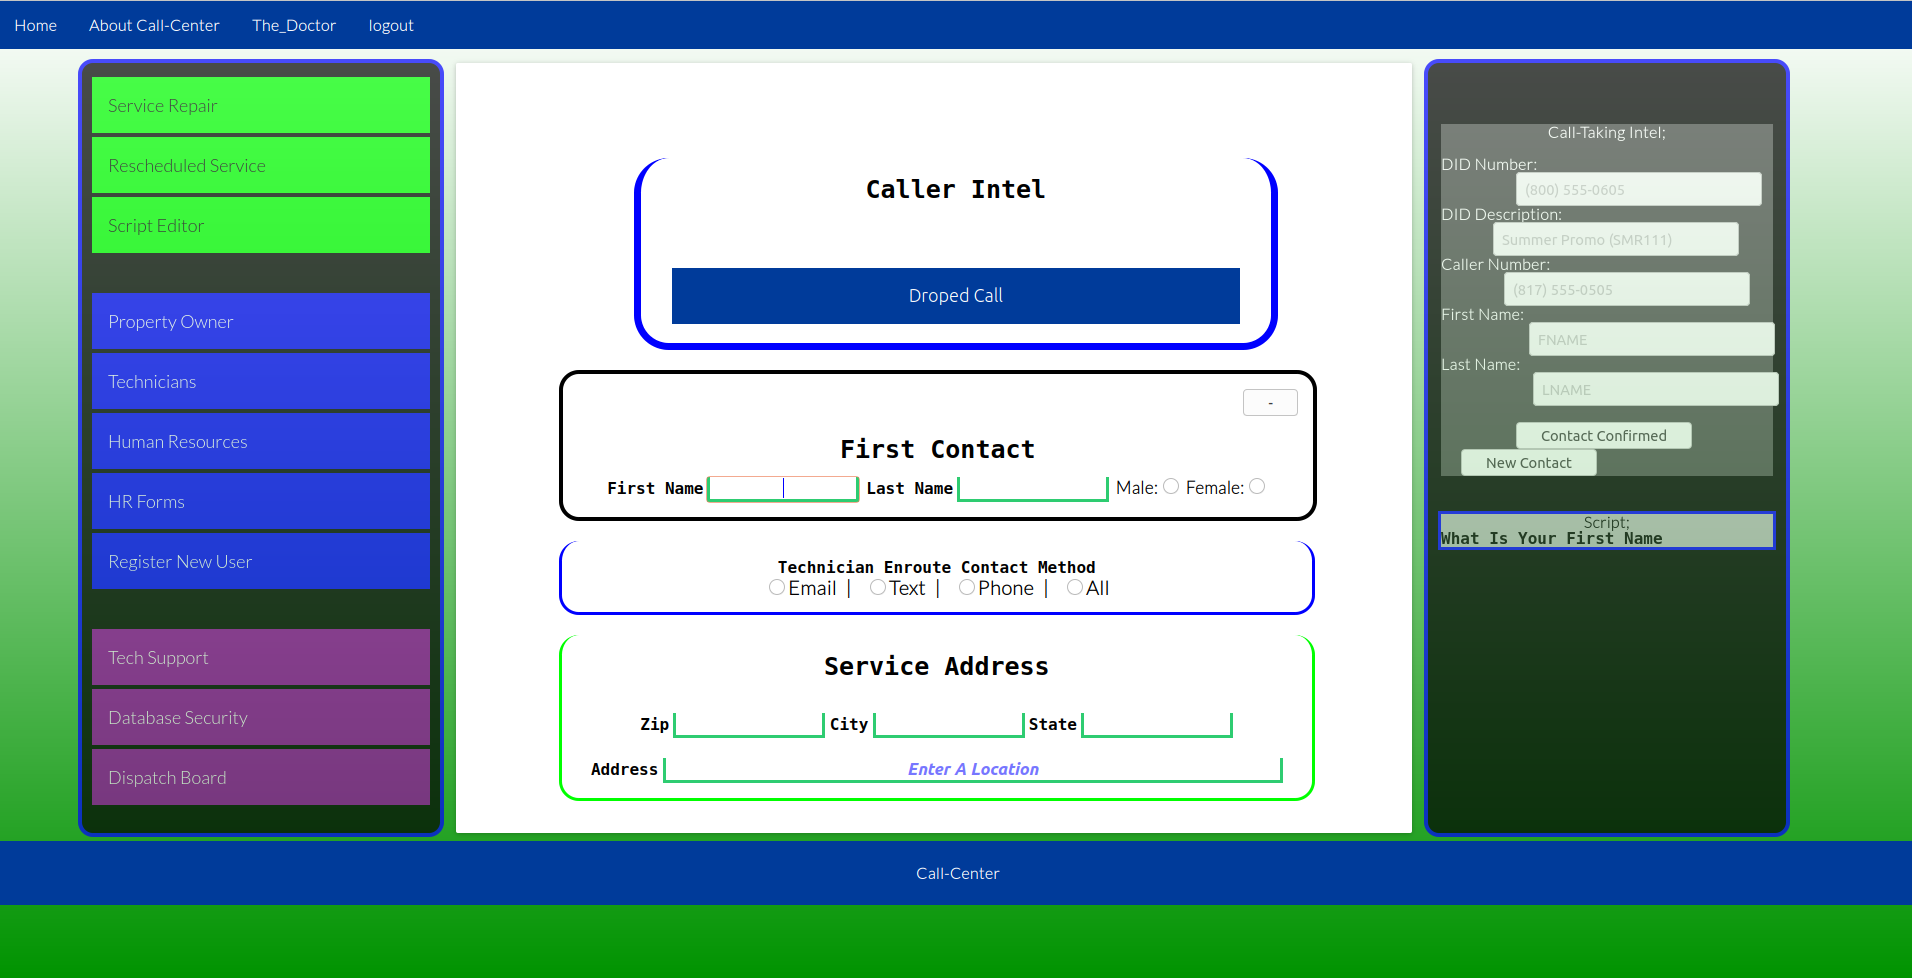 Home About Call-Center The_Doctor logout
Service Repair
Rescheduled Service
Script Editor
Property Owner
Technicians
Human Resources
HR Forms
Register New User
Tech Support
Database Security
Dispatch Board
Caller Intel
Droped Call
-
First Contact
First Name Last Name Male: Female:
Technician Enroute Contact Method
Email | Text | Phone | All
Service Address
Zip City State
Address Enter A Location
Call-Taking Intel;
DID Number:
(800) 555-0605
DID Description:
Summer Promo (SMR111)
Caller Number:
(817) 555-0505
First Name:
FNAME
Last Name:
LNAME
Contact Confirmed
New Contact
Script;
What Is Your First Name
Call-Center